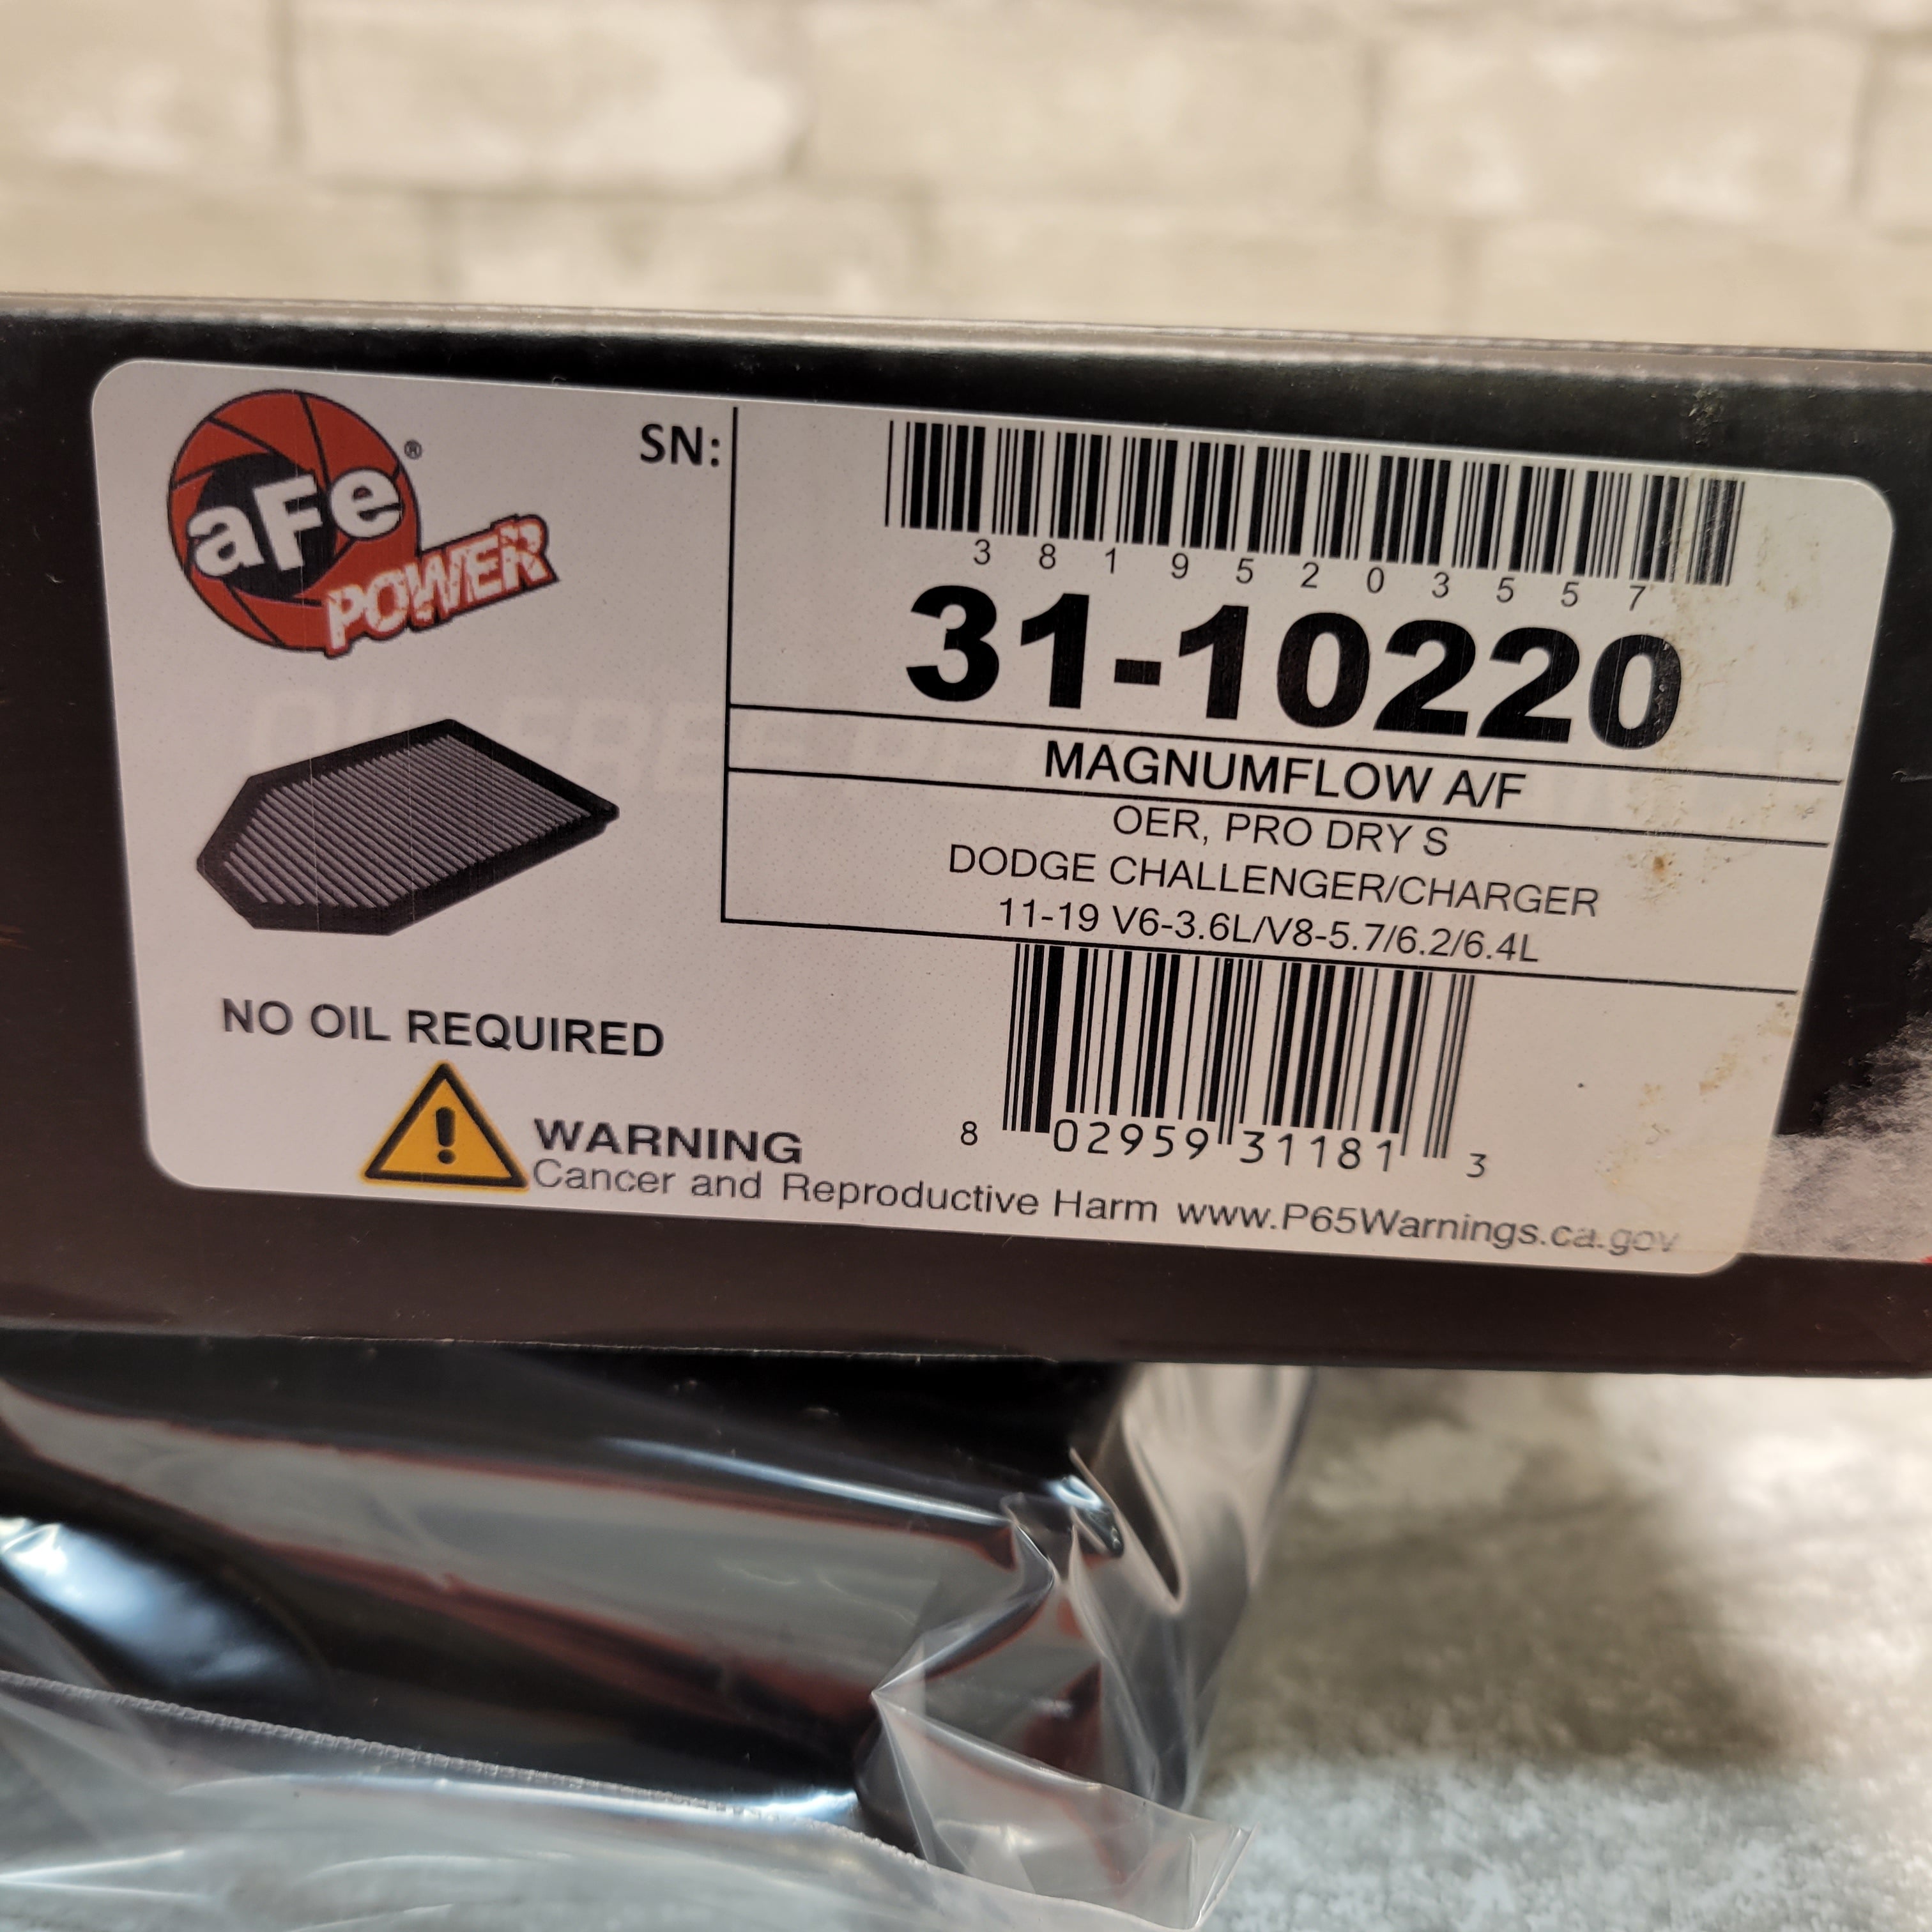 aFe®
POWER
SN:
3 8 1 9 5 2 0 3 5 5 7
31-10220
MAGNUMFLOW A/F
OER, PRO DRY S
DODGE CHALLENGER/CHARGER
11-19 V6-3.6L/V8-5.7/6.2/6.4L
NO OIL REQUIRED
8 02959 31181 3
WARNING
Cancer and Reproductive Harm www.P65Warnings.ca.gov